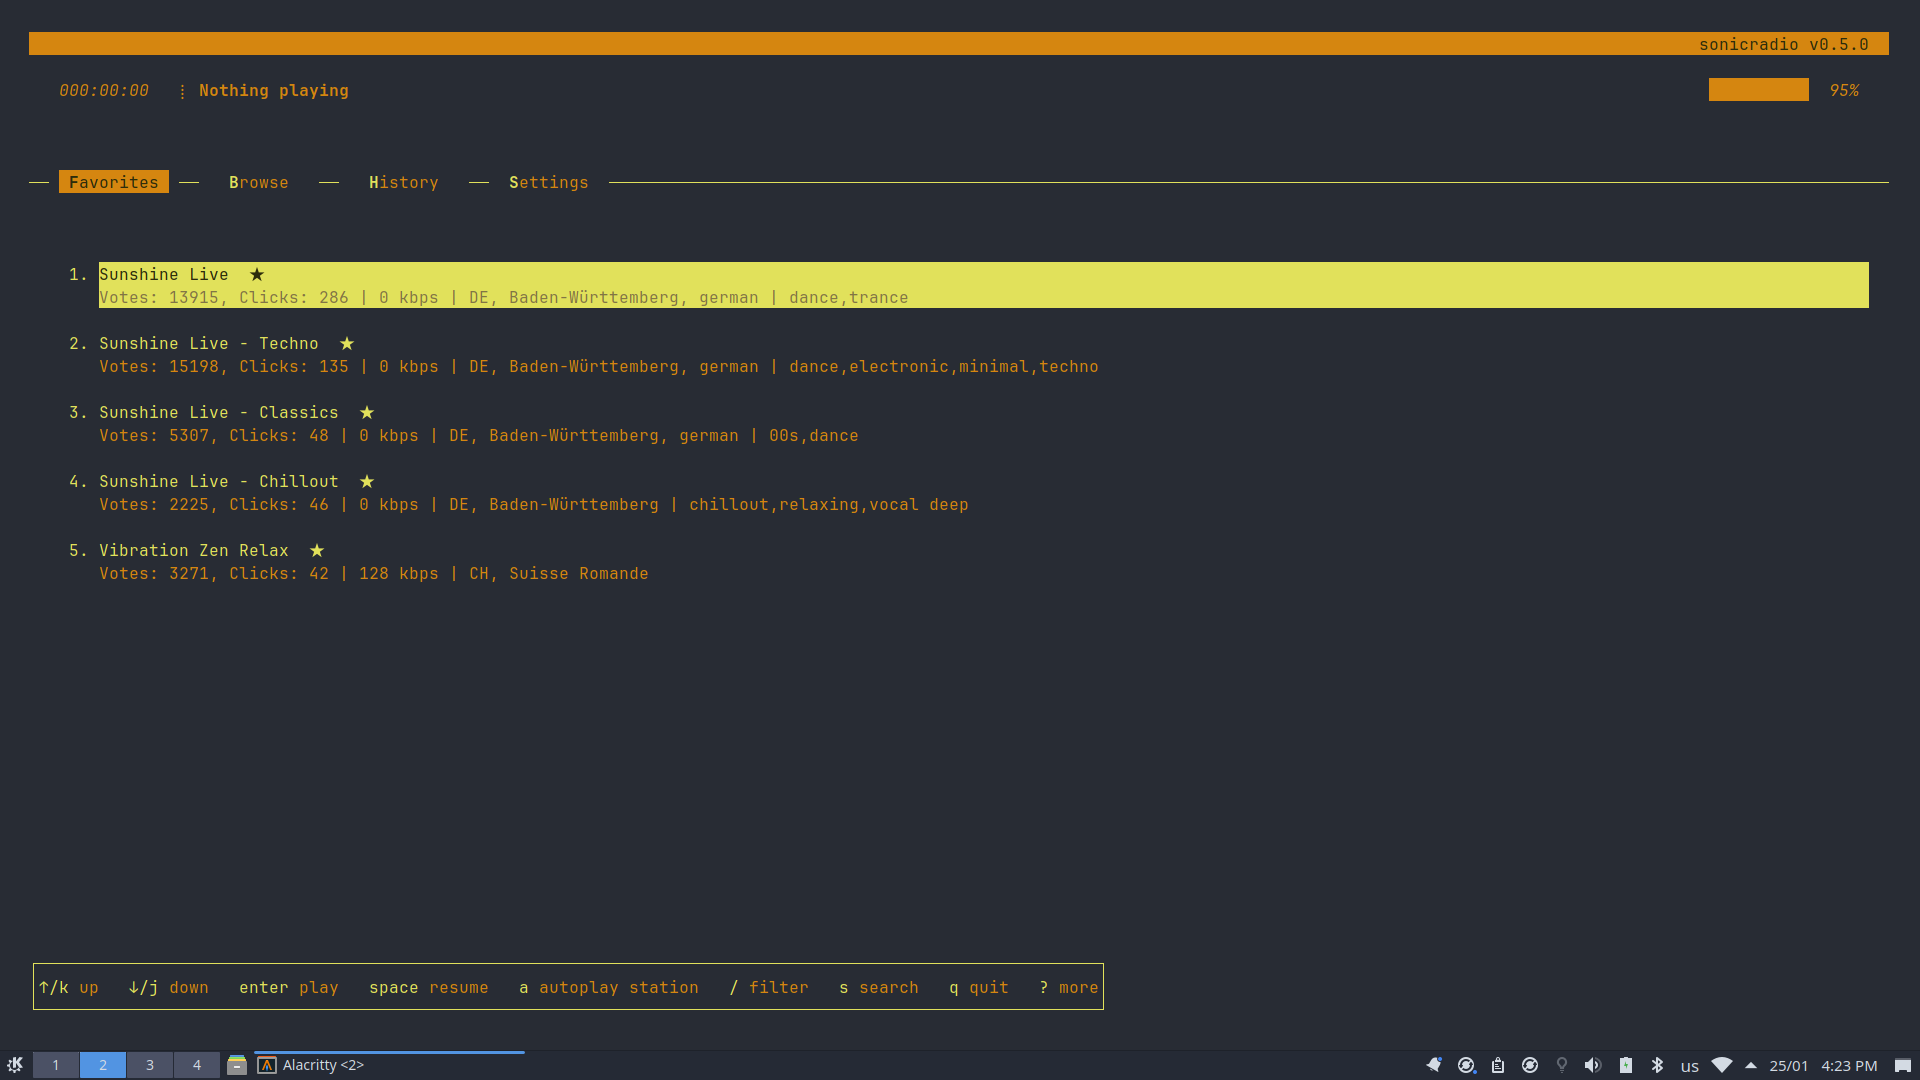 sonicradio v0.5.0
000:00:00 Nothing playing 95%
Favorites Browse History Settings
1. Sunshine Live ★
Votes: 13915, Clicks: 286 | 0 kbps | DE, Baden-Württemberg, german | dance,trance
2. Sunshine Live - Techno ★
Votes: 15198, Clicks: 135 | 0 kbps | DE, Baden-Württemberg, german | dance,electronic,minimal,techno
3. Sunshine Live - Classics ★
Votes: 5307, Clicks: 48 | 0 kbps | DE, Baden-Württemberg, german | 00s,dance
4. Sunshine Live - Chillout ★
Votes: 2225, Clicks: 46 | 0 kbps | DE, Baden-Württemberg | chillout,relaxing,vocal deep
5. Vibration Zen Relax ★
Votes: 3271, Clicks: 42 | 128 kbps | CH, Suisse Romande
↑/k up ↓/j down enter play space resume a autoplay station / filter s search q quit ? more
1 2 3 4 Alacritty <2> us 25/01 4:23 PM